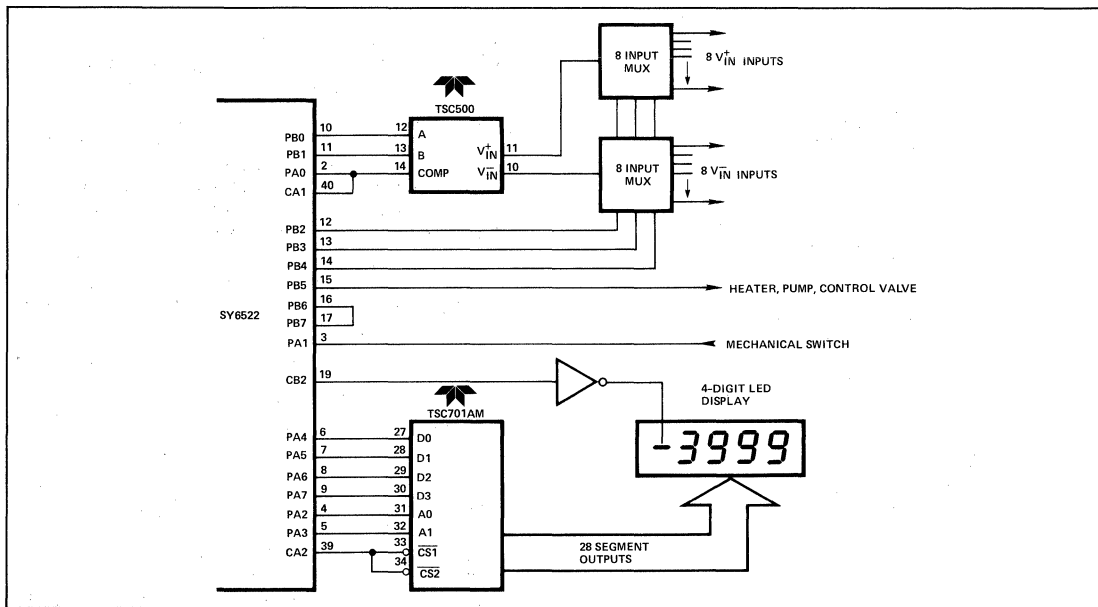 8 INPUT
MUX
8 V⁺IN INPUTS
TSC500
10 12 A
PB0
11 13 B V⁺IN 11
PB1
2 14 COMP V⁻IN 10
PA0
CA1
40
8 INPUT
MUX
8 V⁻IN INPUTS
PB2 12
PB3 13
PB4 14
PB5 15
HEATER, PUMP, CONTROL VALVE
PB6 16
SY6522
PB7 17
PA1 3
MECHANICAL SWITCH
CB2 19
4-DIGIT LED
DISPLAY
TSC701AM
-3999
PA4 6 27 D0
PA5 7 28 D1
PA6 8 29 D2
PA7 9 30 D3
PA2 4 31 A0
PA3 5 32 A1
CA2 39 33 CS1
34 CS2
28 SEGMENT
OUTPUTS